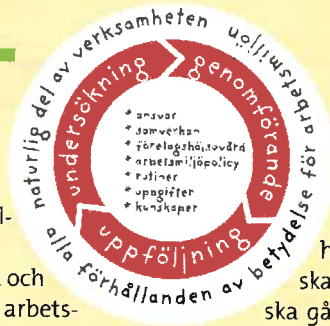 naturlig del av verksamheten
alla förhållanden av betydelse för arbetsmiljön
undersökning
genomförande
uppföljning
* ansvar
* samverkan
* företagshälsovård
* arbetsmiljöpolicy
* rutiner
* uppgifter
* kunskaper
l-
och
arbets-
h
ska
ska gå